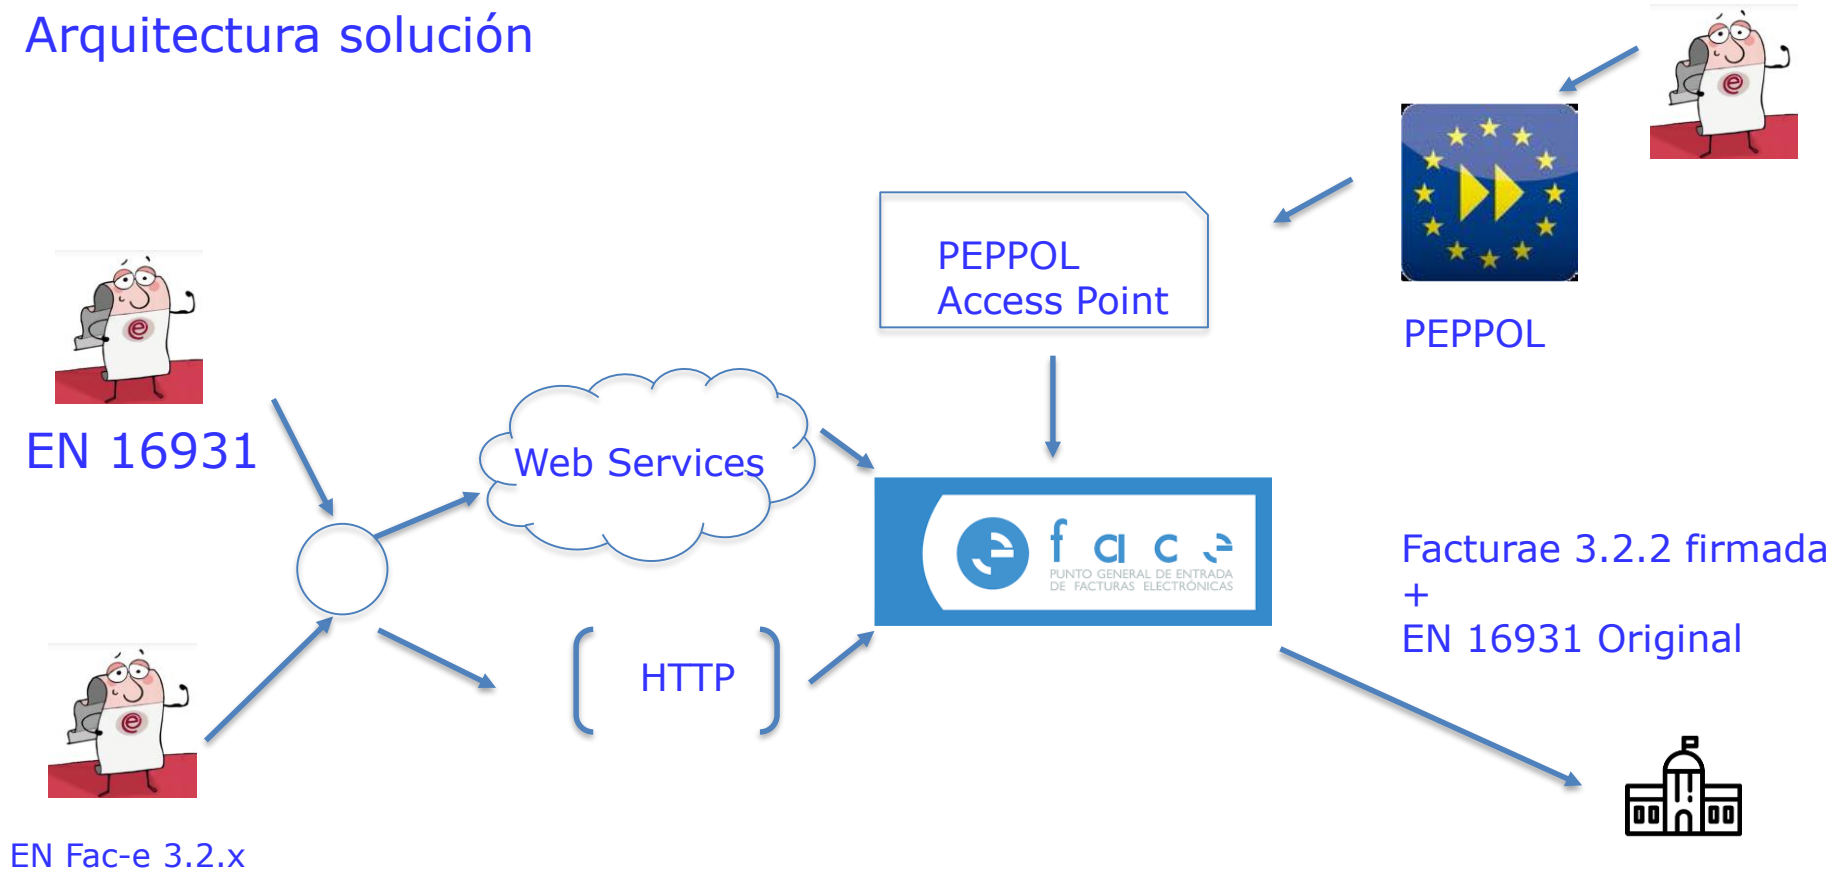 Arquitectura solución
PEPPOL
Access Point
PEPPOL
EN 16931
Web Services
face
PUNTO GENERAL DE ENTRADA
DE FACTURAS ELECTRÓNICAS
Facturae 3.2.2 firmada
+
EN 16931 Original
HTTP
EN Fac-e 3.2.x